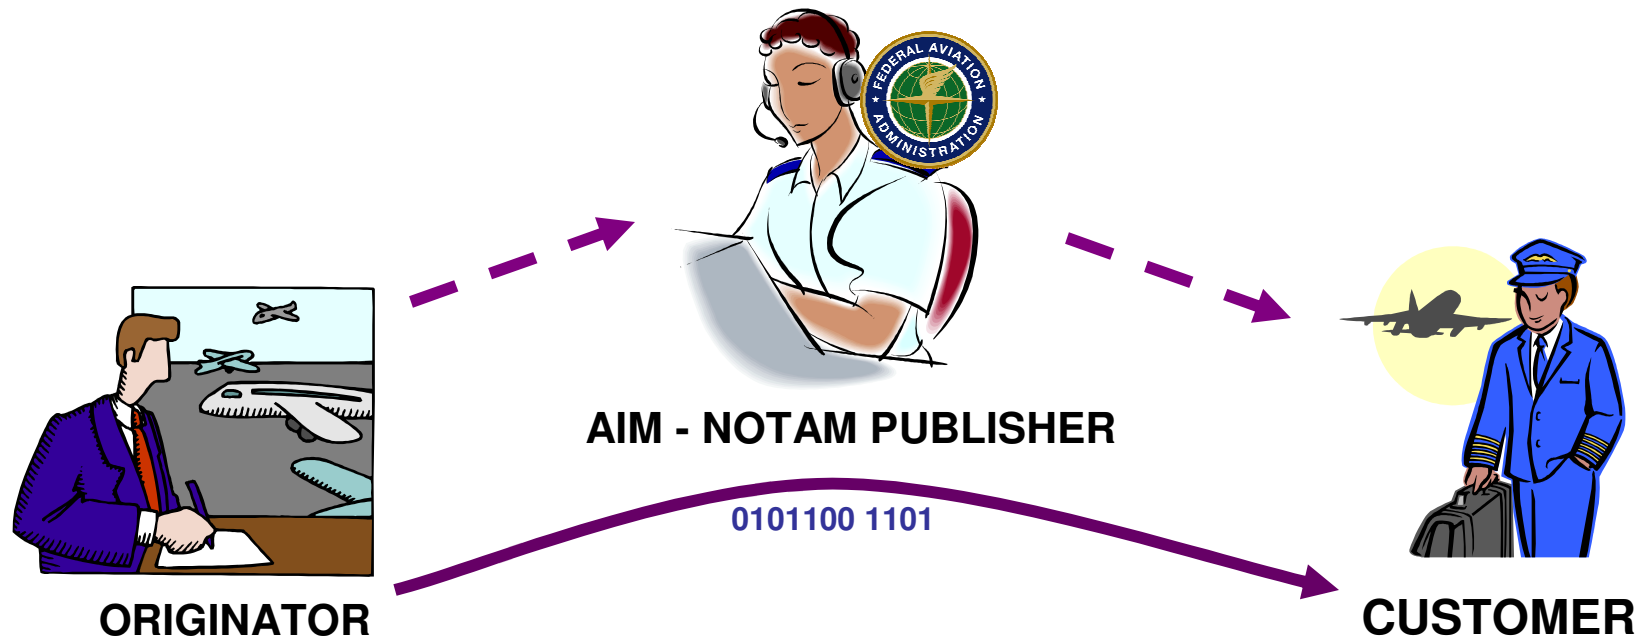 FEDERAL AVIATION
ADMINISTRATION
AIM - NOTAM PUBLISHER
0101100 1101
ORIGINATOR
CUSTOMER